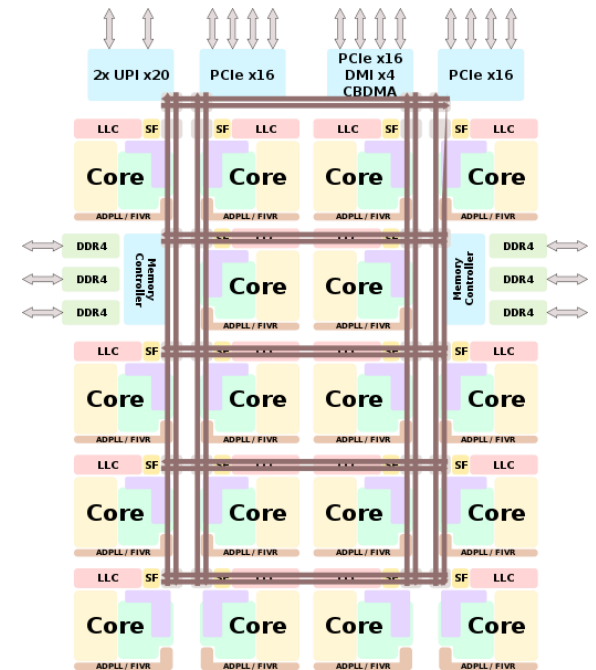 2x UPI x20
PCIe x16
PCIe x16
DMI x4
CBDMA
PCIe x16
LLC SF SF LLC LLC SF SF LLC
Core Core Core Core
ADPLL / FIVR ADPLL / FIVR ADPLL / FIVR ADPLL / FIVR
DDR4
DDR4
DDR4
Memory
Controller
Core Core
ADPLL / FIVR ADPLL / FIVR
Memory
Controller
DDR4
DDR4
DDR4
LLC SF SF LLC
Core Core Core Core
ADPLL / FIVR ADPLL / FIVR ADPLL / FIVR ADPLL / FIVR
LLC SF SF LLC
Core Core Core Core
ADPLL / FIVR ADPLL / FIVR ADPLL / FIVR ADPLL / FIVR
LLC SF SF LLC
Core Core Core Core
ADPLL / FIVR ADPLL / FIVR ADPLL / FIVR ADPLL / FIVR